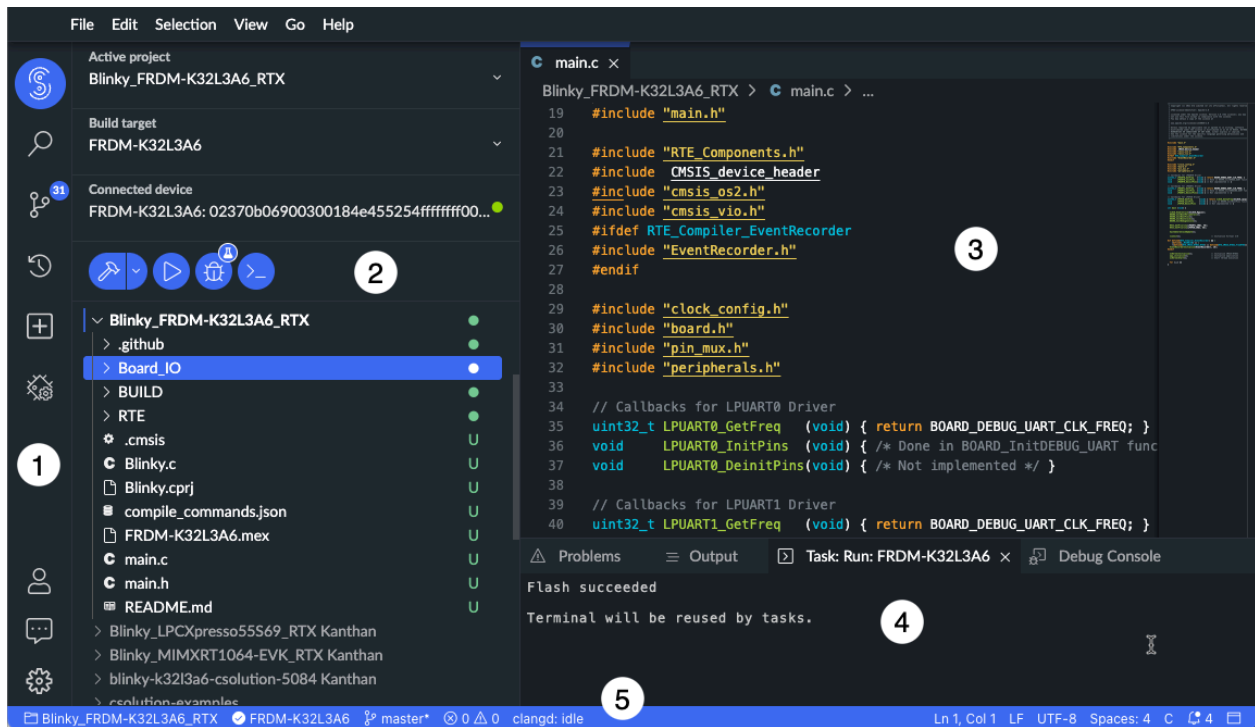 File Edit Selection View Go Help
Active project
Blinky_FRDM-K32L3A6_RTX
Build target
FRDM-K32L3A6
Connected device
FRDM-K32L3A6: 02370b06900300184e455254fffffff00...
31
2
Blinky_FRDM-K32L3A6_RTX
.github
Board_IO
BUILD
RTE
.cmsis U
C Blinky.c U
Blinky.cprj U
compile_commands.json U
FRDM-K32L3A6.mex U
C main.c U
C main.h U
README.md U
Blinky_LPCXpresso55S69_RTX Kanthan
Blinky_MIMXRT1064-EVK_RTX Kanthan
blinky-k32l3a6-csolution-5084 Kanthan
csolution-examples
1
C main.c ×
Blinky_FRDM-K32L3A6_RTX > C main.c > ...
19 #include "main.h"
20
21 #include "RTE_Components.h"
22 #include CMSIS_device_header
23 #include "cmsis_os2.h"
24 #include "cmsis_vio.h"
25 #ifdef RTE_Compiler_EventRecorder
26 #include "EventRecorder.h"
27 #endif
28
29 #include "clock_config.h"
30 #include "board.h"
31 #include "pin_mux.h"
32 #include "peripherals.h"
33
34 // Callbacks for LPUART0 Driver
35 uint32_t LPUART0_GetFreq (void) { return BOARD_DEBUG_UART_CLK_FREQ; }
36 void LPUART0_InitPins (void) { /* Done in BOARD_InitDEBUG_UART func
37 void LPUART0_DeinitPins(void) { /* Not implemented */ }
38
39 // Callbacks for LPUART1 Driver
40 uint32_t LPUART1_GetFreq (void) { return BOARD_DEBUG_UART_CLK_FREQ; }
3
Problems Output Task: Run: FRDM-K32L3A6 × Debug Console
Flash succeeded
Terminal will be reused by tasks.
4
5
Blinky_FRDM-K32L3A6_RTX FRDM-K32L3A6 master* 0 0 clangd: idle Ln 1, Col 1 LF UTF-8 Spaces: 4 C 4